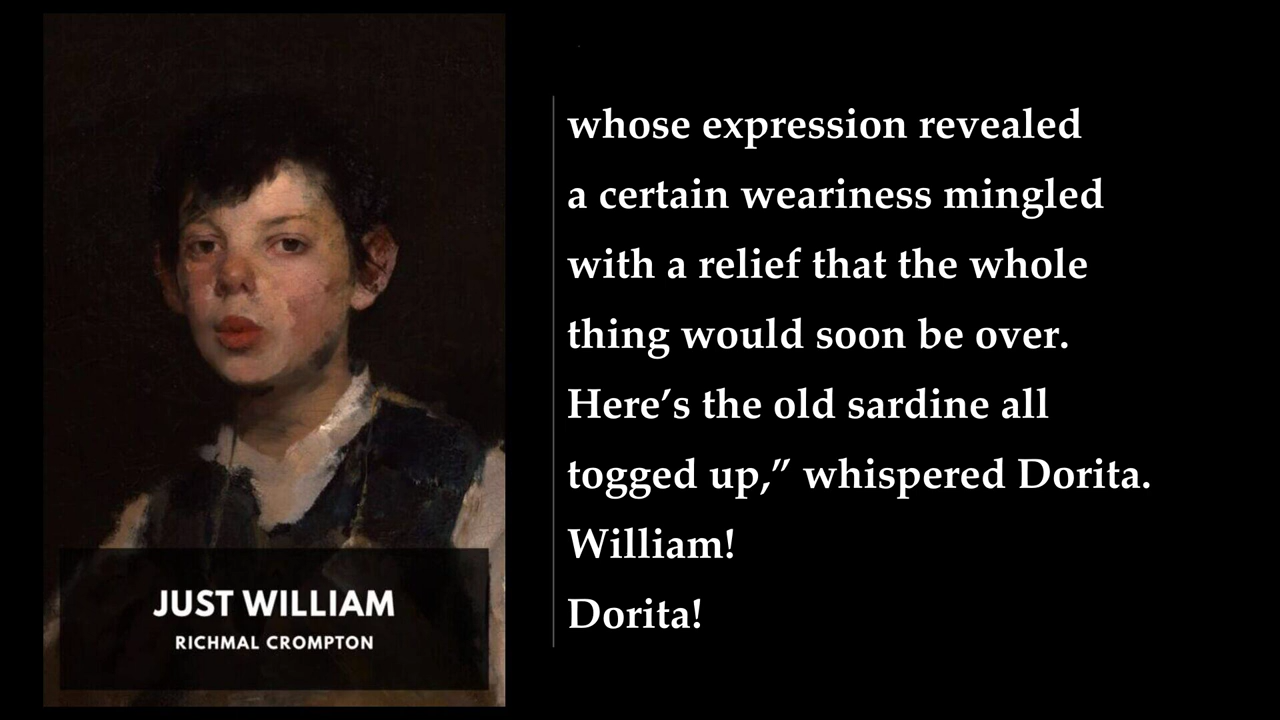 JUST WILLIAM
RICHMAL CROMPTON
whose expression revealed
a certain weariness mingled
with a relief that the whole
thing would soon be over.
Here’s the old sardine all
togged up,” whispered Dorita.
William!
Dorita!